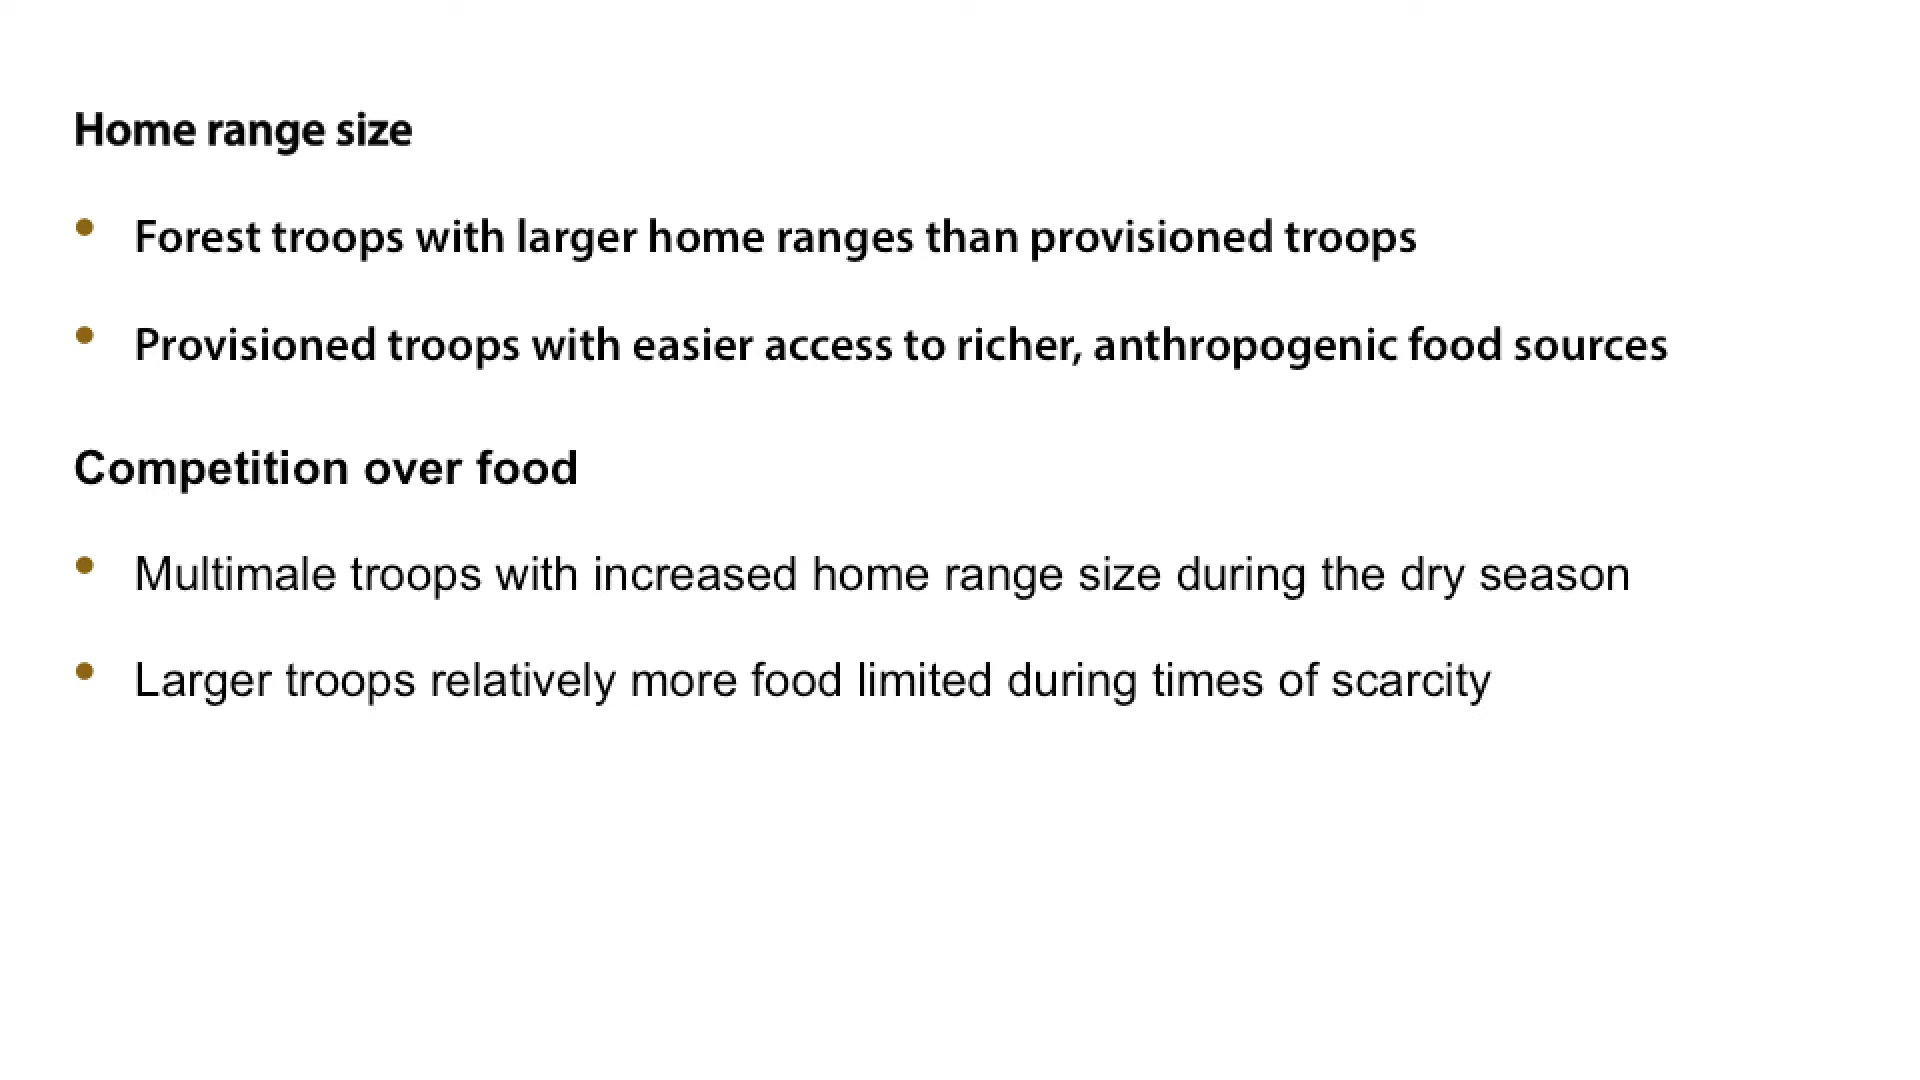 Home range size
• Forest troops with larger home ranges than provisioned troops
• Provisioned troops with easier access to richer, anthropogenic food sources
Competition over food
• Multimale troops with increased home range size during the dry season
• Larger troops relatively more food limited during times of scarcity